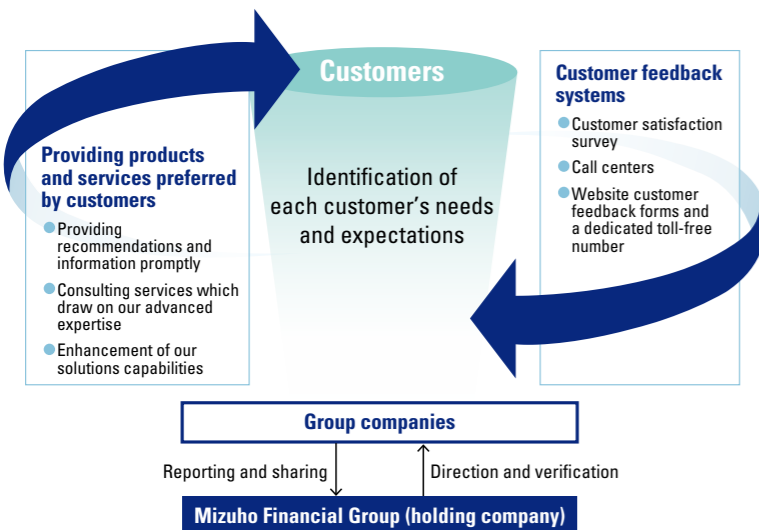 Customers
Providing products
and services preferred
by customers
Providing
recommendations and
information promptly
Consulting services which
draw on our advanced
expertise
Enhancement of our
solutions capabilities
Identification of
each customer's needs
and expectations
Customer feedback
systems
Customer satisfaction
survey
Call centers
Website customer
feedback forms and
a dedicated toll-free
number
Group companies
Reporting and sharing
Direction and verification
Mizuho Financial Group (holding company)